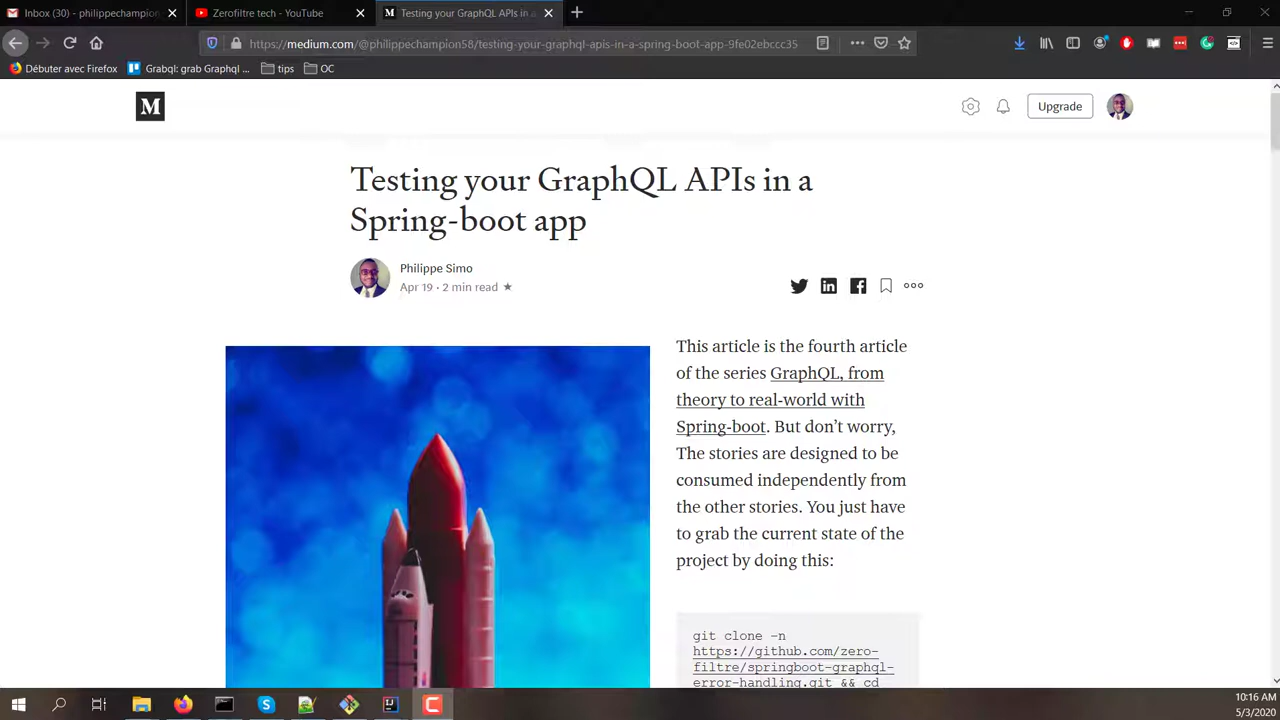 Inbox (30) - philippechampion
Zerofiltre tech - YouTube
Testing your GraphQL APIs in a
https://medium.com/@philippechampion58/testing-your-graphql-apis-in-a-spring-boot-app-9fe02ebccc35
Débuter avec Firefox
Grabql: grab Graphql ...
tips
OC
M
Upgrade
Testing your GraphQL APIs in a
Spring-boot app
Philippe Simo
Apr 19 · 2 min read ★
This article is the fourth article
of the series GraphQL, from
theory to real-world with
Spring-boot. But don’t worry,
The stories are designed to be
consumed independently from
the other stories. You just have
to grab the current state of the
project by doing this:
git clone -n
https://github.com/zero-
filtre/springboot-graphql-
error-handling.git && cd
10:16 AM
5/3/2020